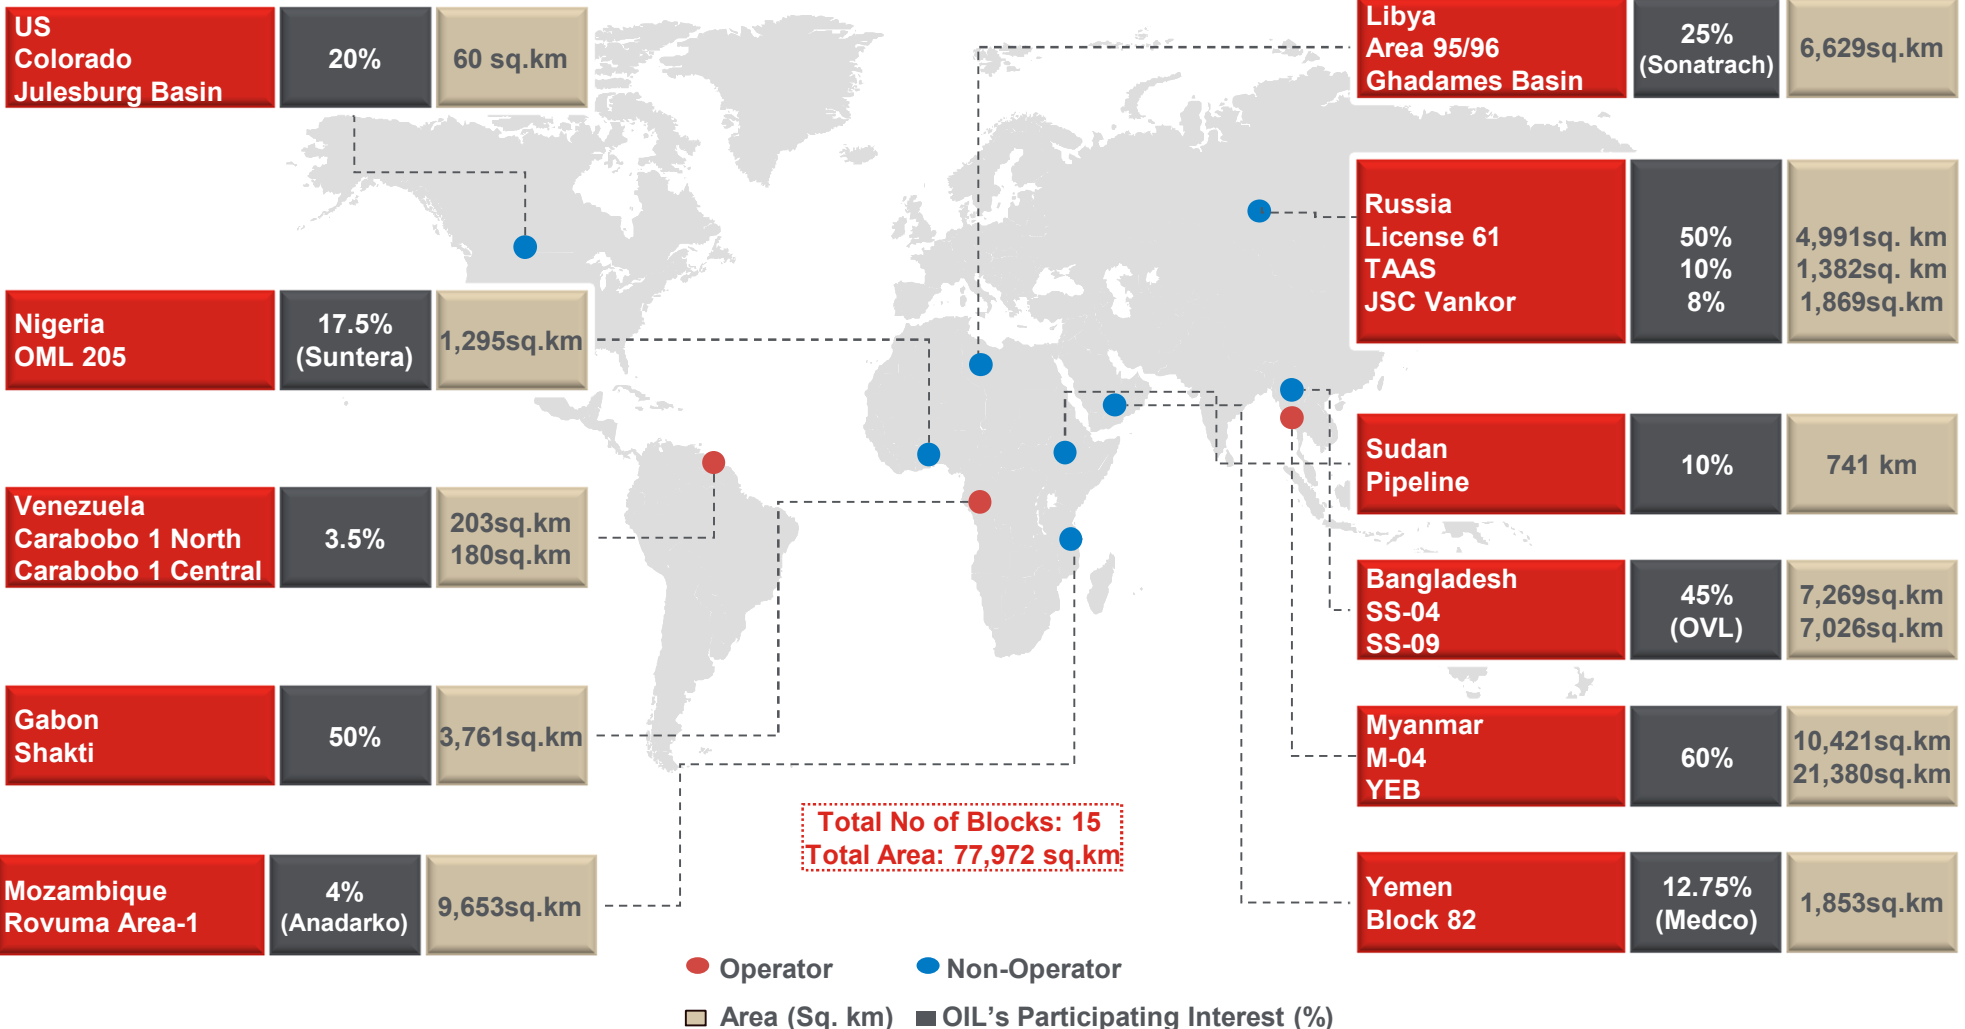 US
Colorado
Julesburg Basin
20%
60 sq.km
Nigeria
OML 205
17.5%
(Suntera)
1,295sq.km
Venezuela
Carabobo 1 North
Carabobo 1 Central
3.5%
203sq.km
180sq.km
Gabon
Shakti
50%
3,761sq.km
Mozambique
Rovuma Area-1
4%
(Anadarko)
9,653sq.km
Libya
Area 95/96
Ghadames Basin
25%
(Sonatrach)
6,629sq.km
Russia
License 61
TAAS
JSC Vankor
50%
10%
8%
4,991sq. km
1,382sq. km
1,869sq.km
Sudan
Pipeline
10%
741 km
Bangladesh
SS-04
SS-09
45%
(OVL)
7,269sq.km
7,026sq.km
Myanmar
M-04
YEB
60%
10,421sq.km
21,380sq.km
Yemen
Block 82
12.75%
(Medco)
1,853sq.km
Total No of Blocks: 15
Total Area: 77,972 sq.km
Operator
Non-Operator
Area (Sq. km)
OIL's Participating Interest (%)